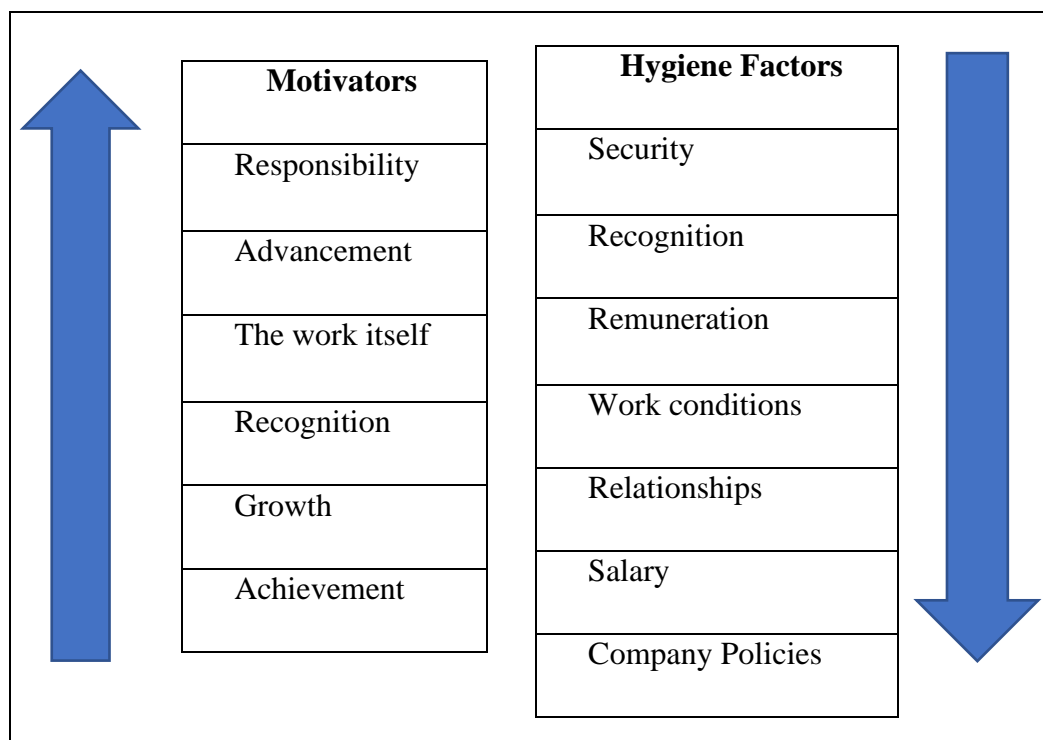 Motivators
Responsibility
Advancement
The work itself
Recognition
Growth
Achievement
Hygiene Factors
Security
Recognition
Remuneration
Work conditions
Relationships
Salary
Company Policies